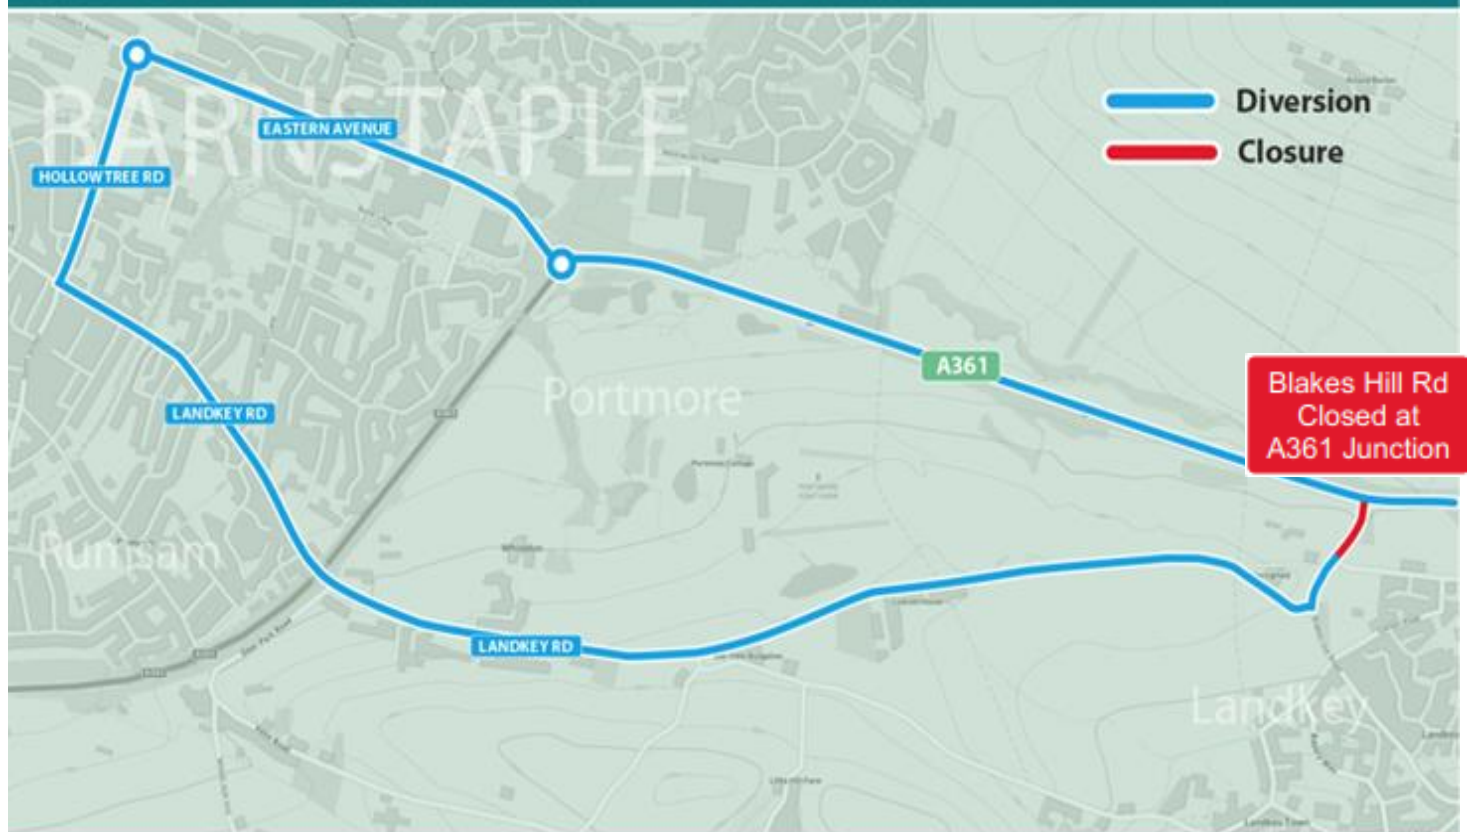 BARNSTAPLE
EASTERN AVENUE
HOLLOWTREE RD
Diversion
Closure
A361
Blakes Hill Rd
Closed at
A361 Junction
Portmore
LANDKEY RD
Rumsam
LANDKEY RD
Landkey